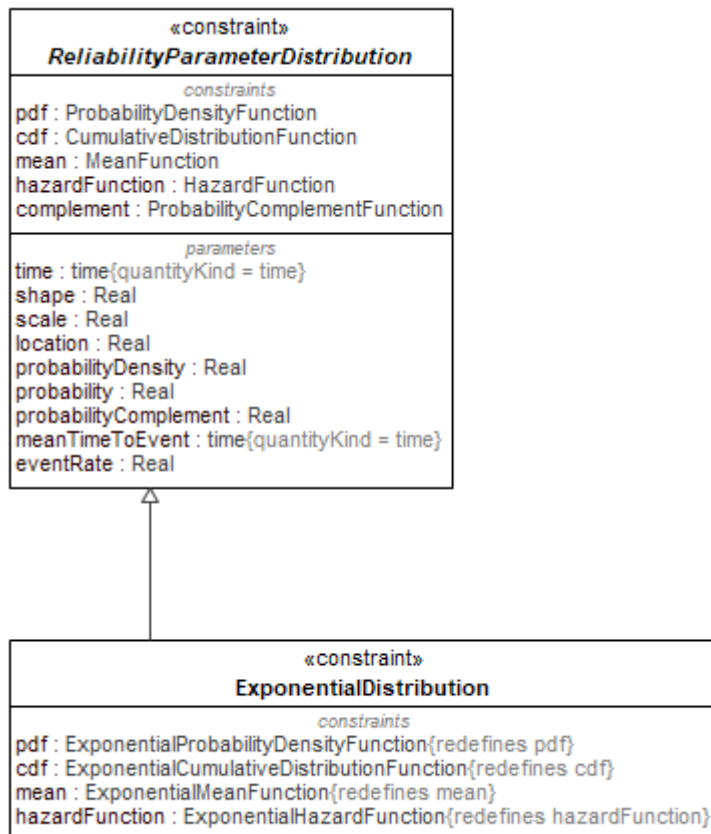 «constraint»
ReliabilityParameterDistribution
constraints
pdf : ProbabilityDensityFunction
cdf : CumulativeDistributionFunction
mean : MeanFunction
hazardFunction : HazardFunction
complement : ProbabilityComplementFunction
parameters
time : time{quantityKind = time}
shape : Real
scale : Real
location : Real
probabilityDensity : Real
probability : Real
probabilityComplement : Real
meanTimeToEvent : time{quantityKind = time}
eventRate : Real
«constraint»
ExponentialDistribution
constraints
pdf : ExponentialProbabilityDensityFunction{redefines pdf}
cdf : ExponentialCumulativeDistributionFunction{redefines cdf}
mean : ExponentialMeanFunction{redefines mean}
hazardFunction : ExponentialHazardFunction{redefines hazardFunction}